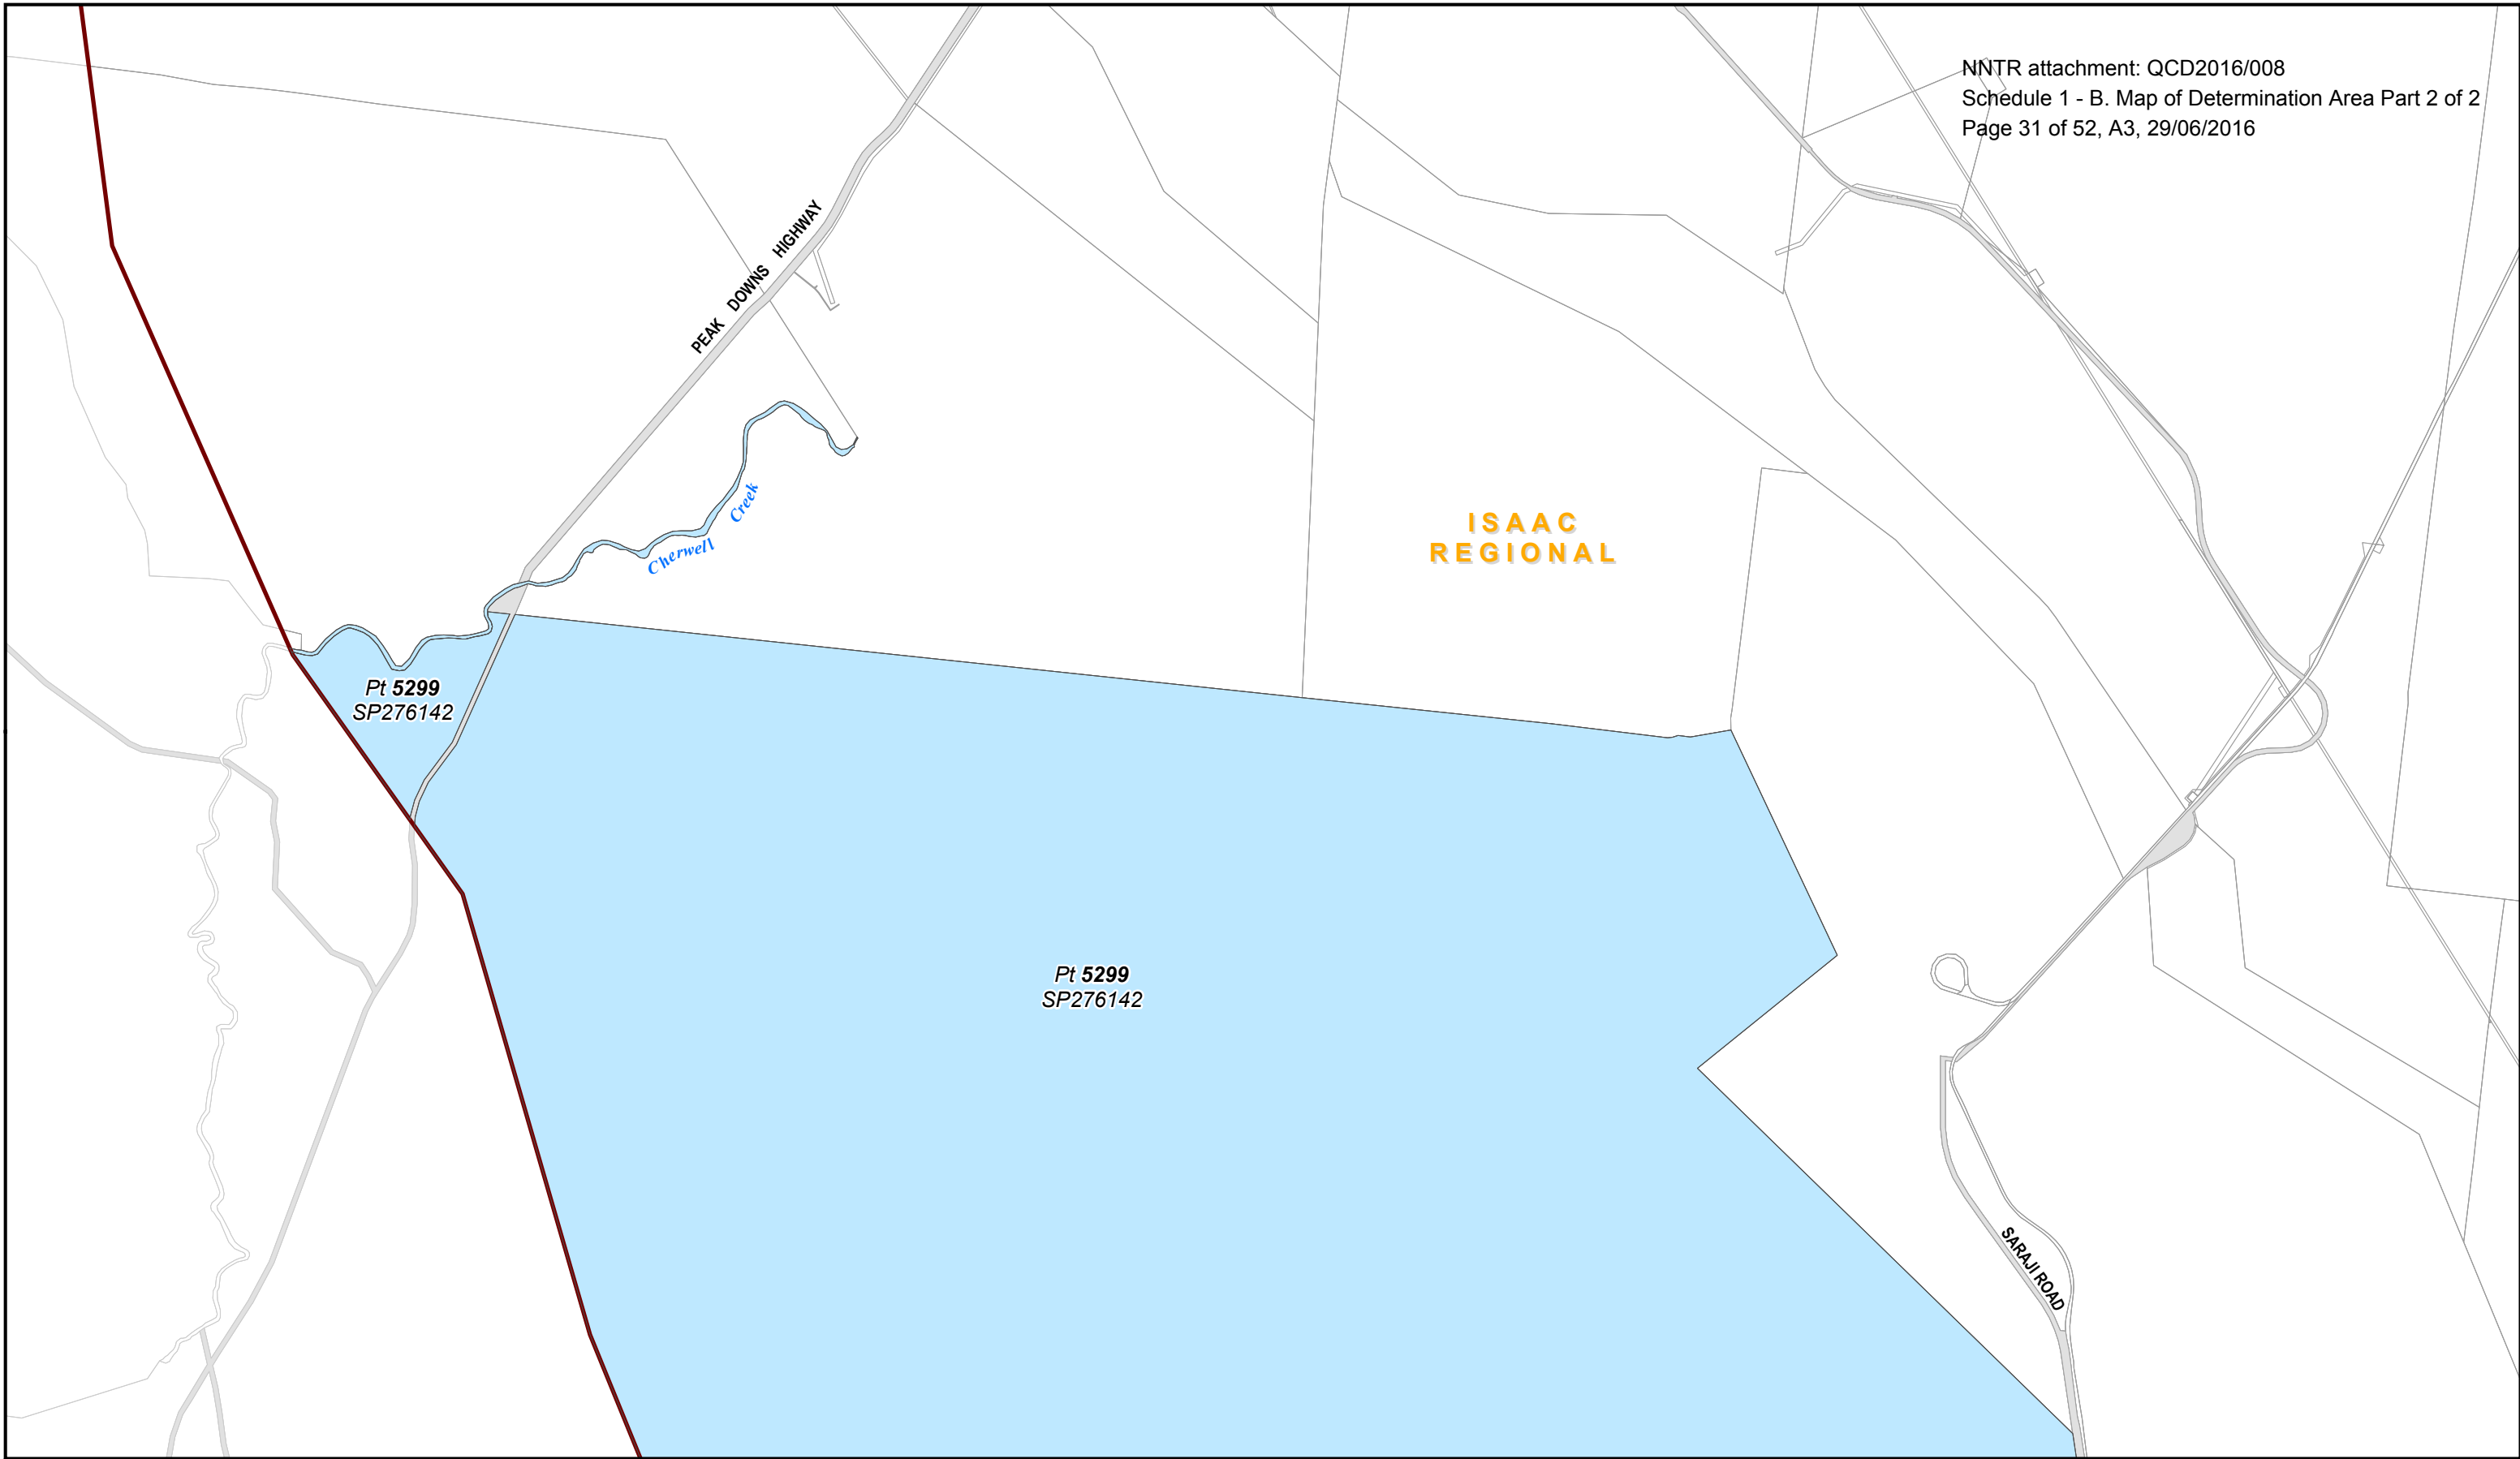 NNTR attachment: QCD2016/008
Schedule 1 - B. Map of Determination Area Part 2 of 2
Page 31 of 52, A3, 29/06/2016
PEAK DOWNS HIGHWAY
Cherwell Creek
ISAAC
REGIONAL
Pt 5299
SP276142
Pt 5299
SP276142
SARAJI ROAD